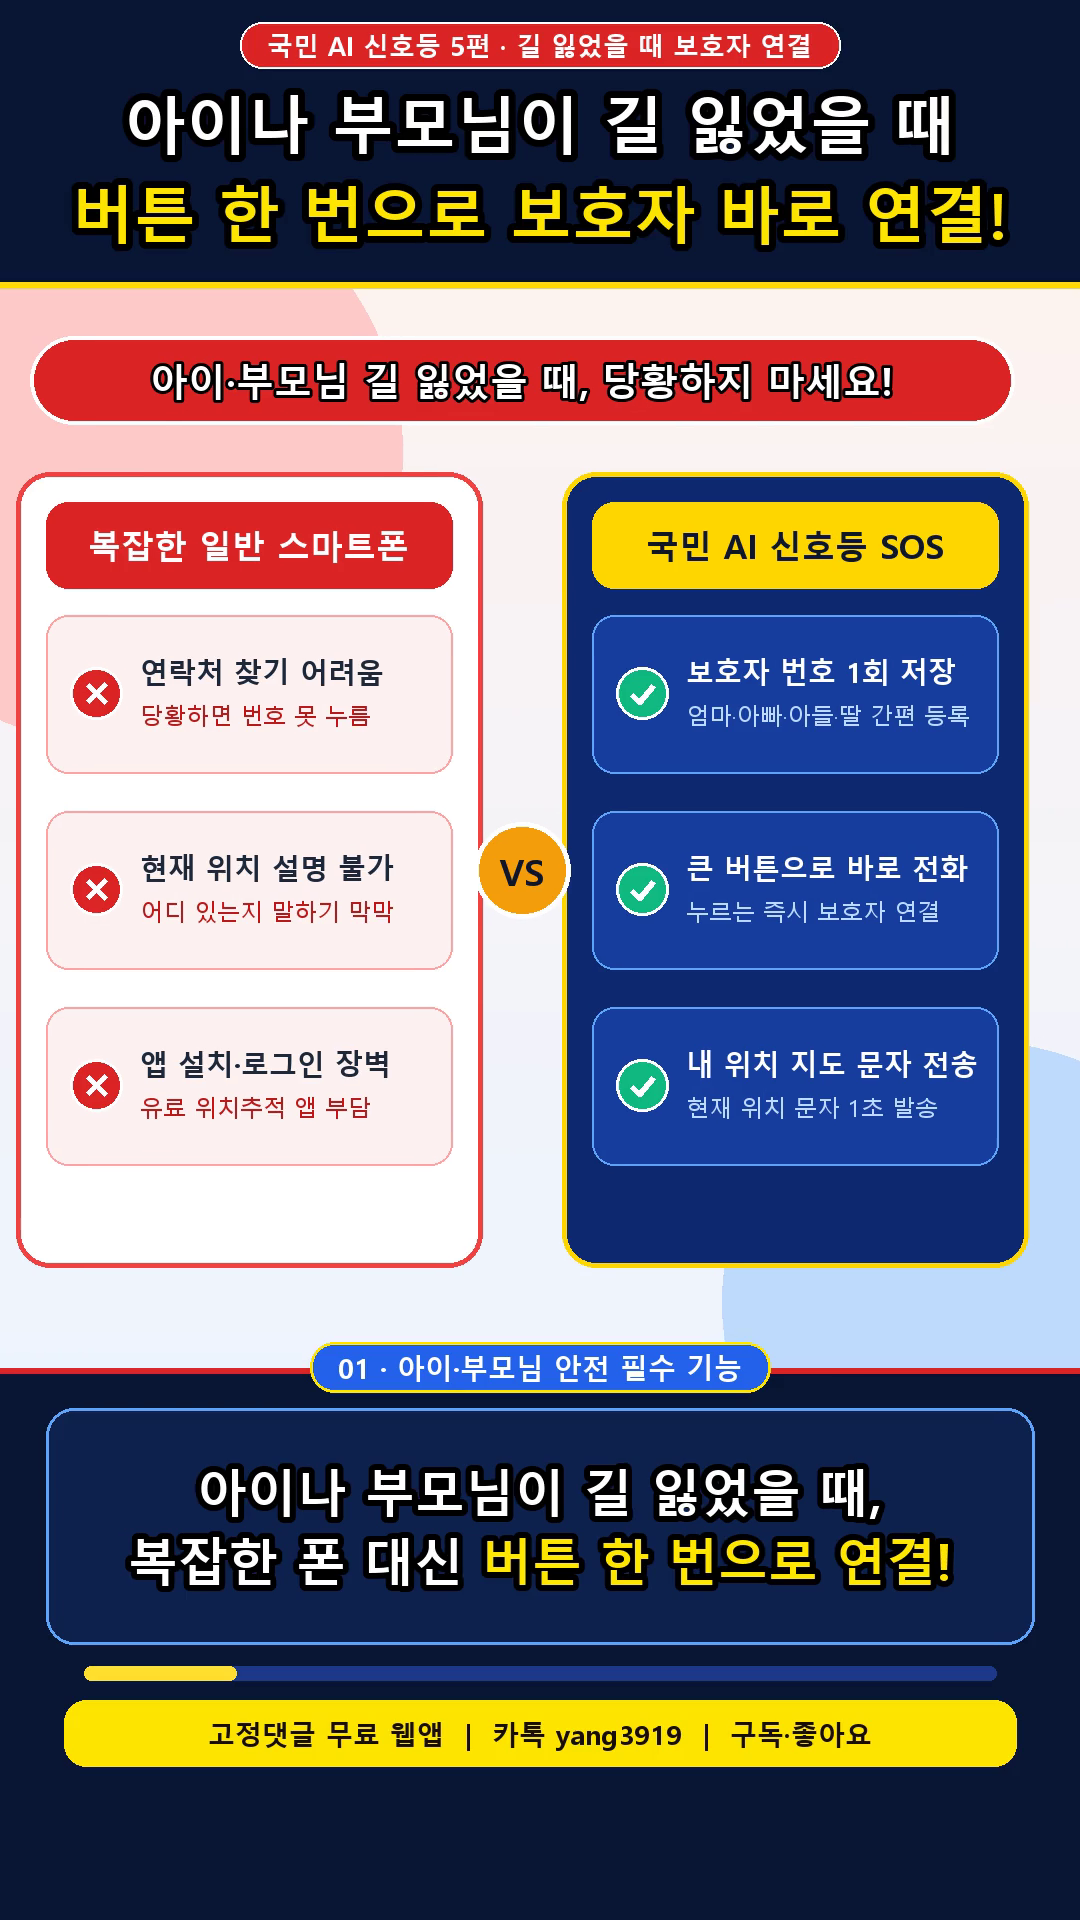 국민 AI 신호등 5편 · 길 잃었을 때 보호자 연결
아이나 부모님이 길 잃었을 때
버튼 한 번으로 보호자 바로 연결!
아이·부모님 길 잃었을 때, 당황하지 마세요!
복잡한 일반 스마트폰
연락처 찾기 어려움
당황하면 번호 못 누름
현재 위치 설명 불가
어디 있는지 말하기 막막
앱 설치·로그인 장벽
유료 위치추적 앱 부담
VS
국민 AI 신호등 SOS
보호자 번호 1회 저장
엄마·아빠·아들·딸 간편 등록
큰 버튼으로 바로 전화
누르는 즉시 보호자 연결
내 위치 지도 문자 전송
현재 위치 문자 1초 발송
01 · 아이·부모님 안전 필수 기능
아이나 부모님이 길 잃었을 때,
복잡한 폰 대신 버튼 한 번으로 연결!
고정댓글 무료 웹앱 | 카톡 yang3919 | 구독·좋아요